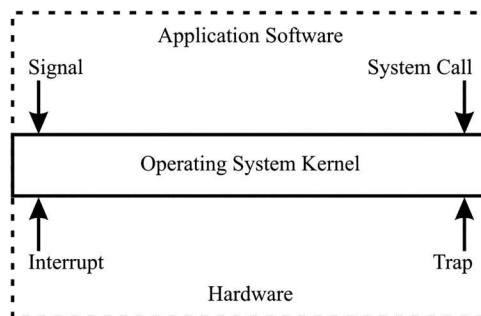 Application Software
Signal
System Call
Operating System Kernel
Interrupt
Trap
Hardware